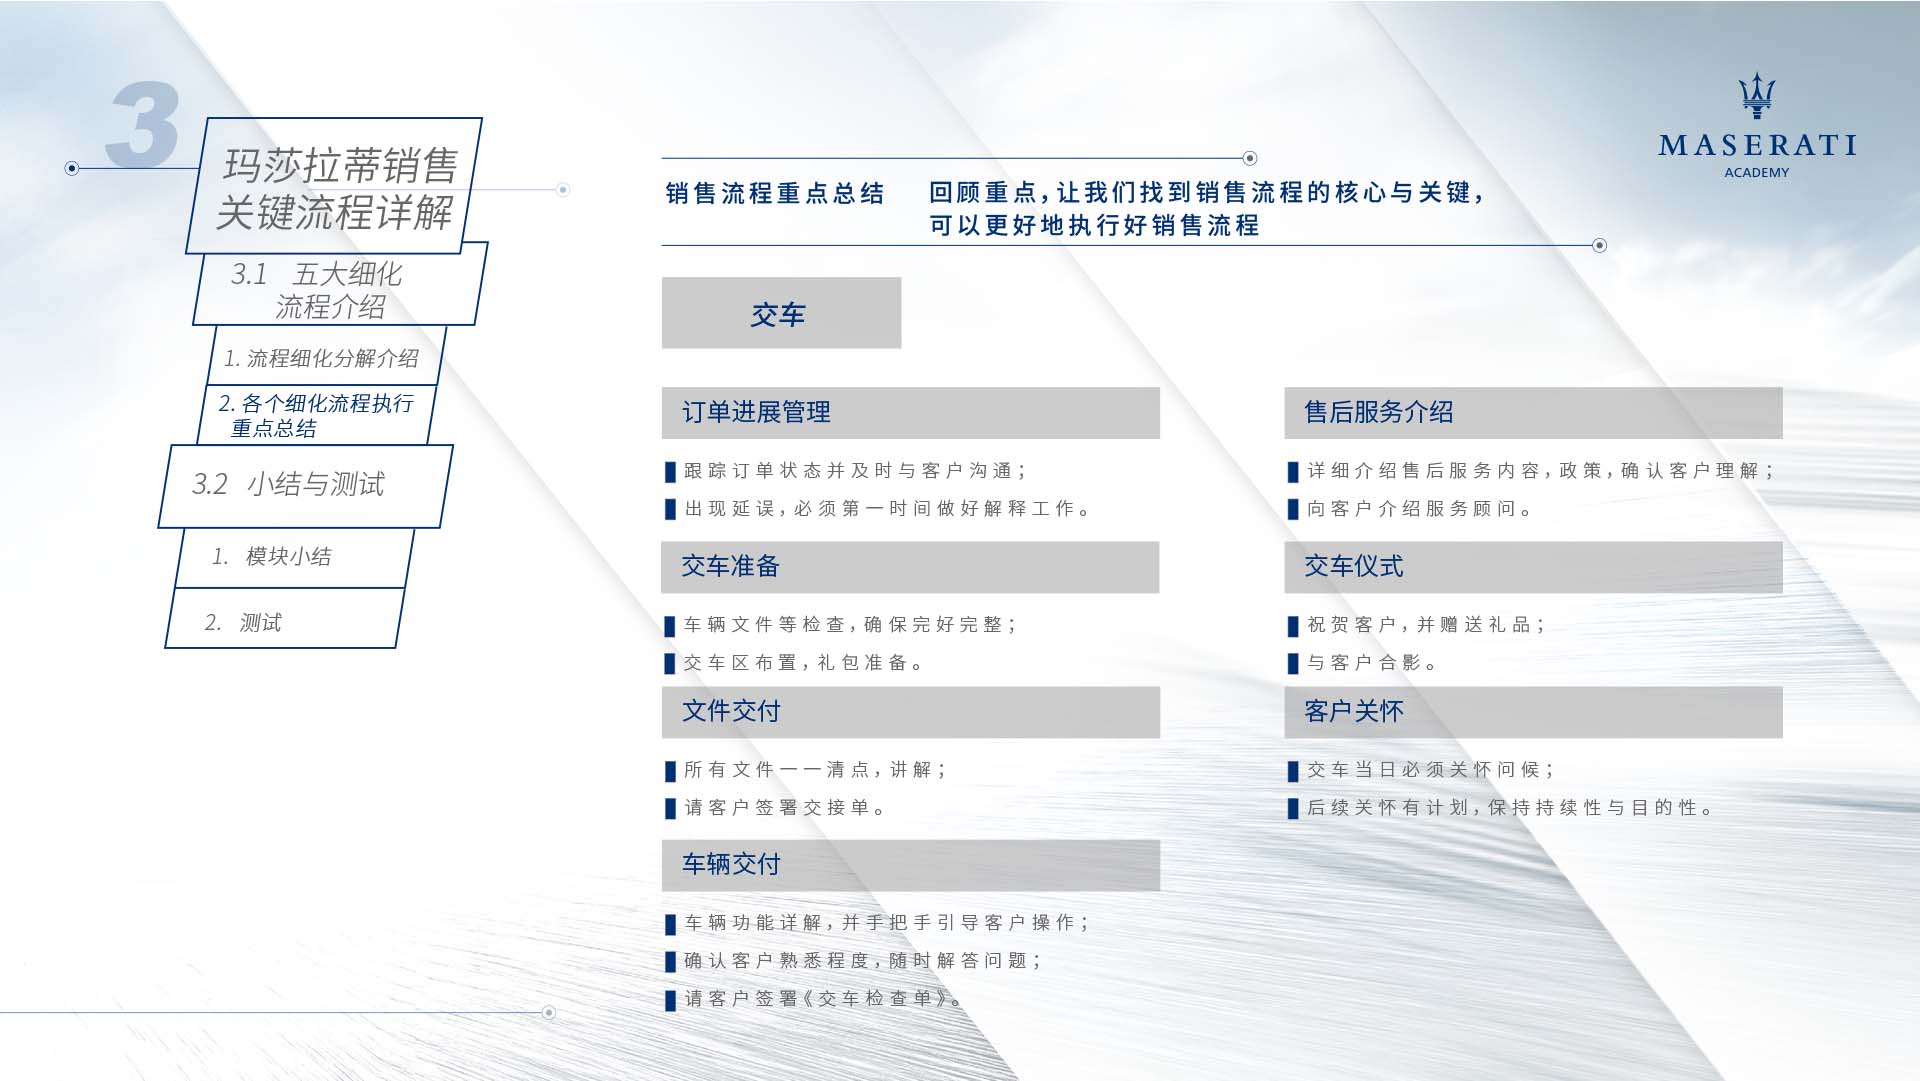 3
玛莎拉蒂销售
关键流程详解
3.1 五大细化
流程介绍
1. 流程细化分解介绍
2. 各个细化流程执行
重点总结
3.2 小结与测试
1. 模块小结
2. 测试
MASERATI
ACADEMY
销售流程重点总结
回顾重点，让我们找到销售流程的核心与关键，
可以更好地执行好销售流程
交车
订单进展管理
跟踪订单状态并及时与客户沟通；
出现延误，必须第一时间做好解释工作。
交车准备
车辆文件等检查，确保完好完整；
交车区布置，礼包准备。
文件交付
所有文件一一清点，讲解；
请客户签署交接单。
车辆交付
车辆功能详解，并手把手引导客户操作；
确认客户熟悉程度，随时解答问题；
请客户签署《交车检查单》。
售后服务介绍
详细介绍售后服务内容，政策，确认客户理解；
向客户介绍服务顾问。
交车仪式
祝贺客户，并赠送礼品；
与客户合影。
客户关怀
交车当日必须关怀问候；
后续关怀有计划，保持持续性与目的性。